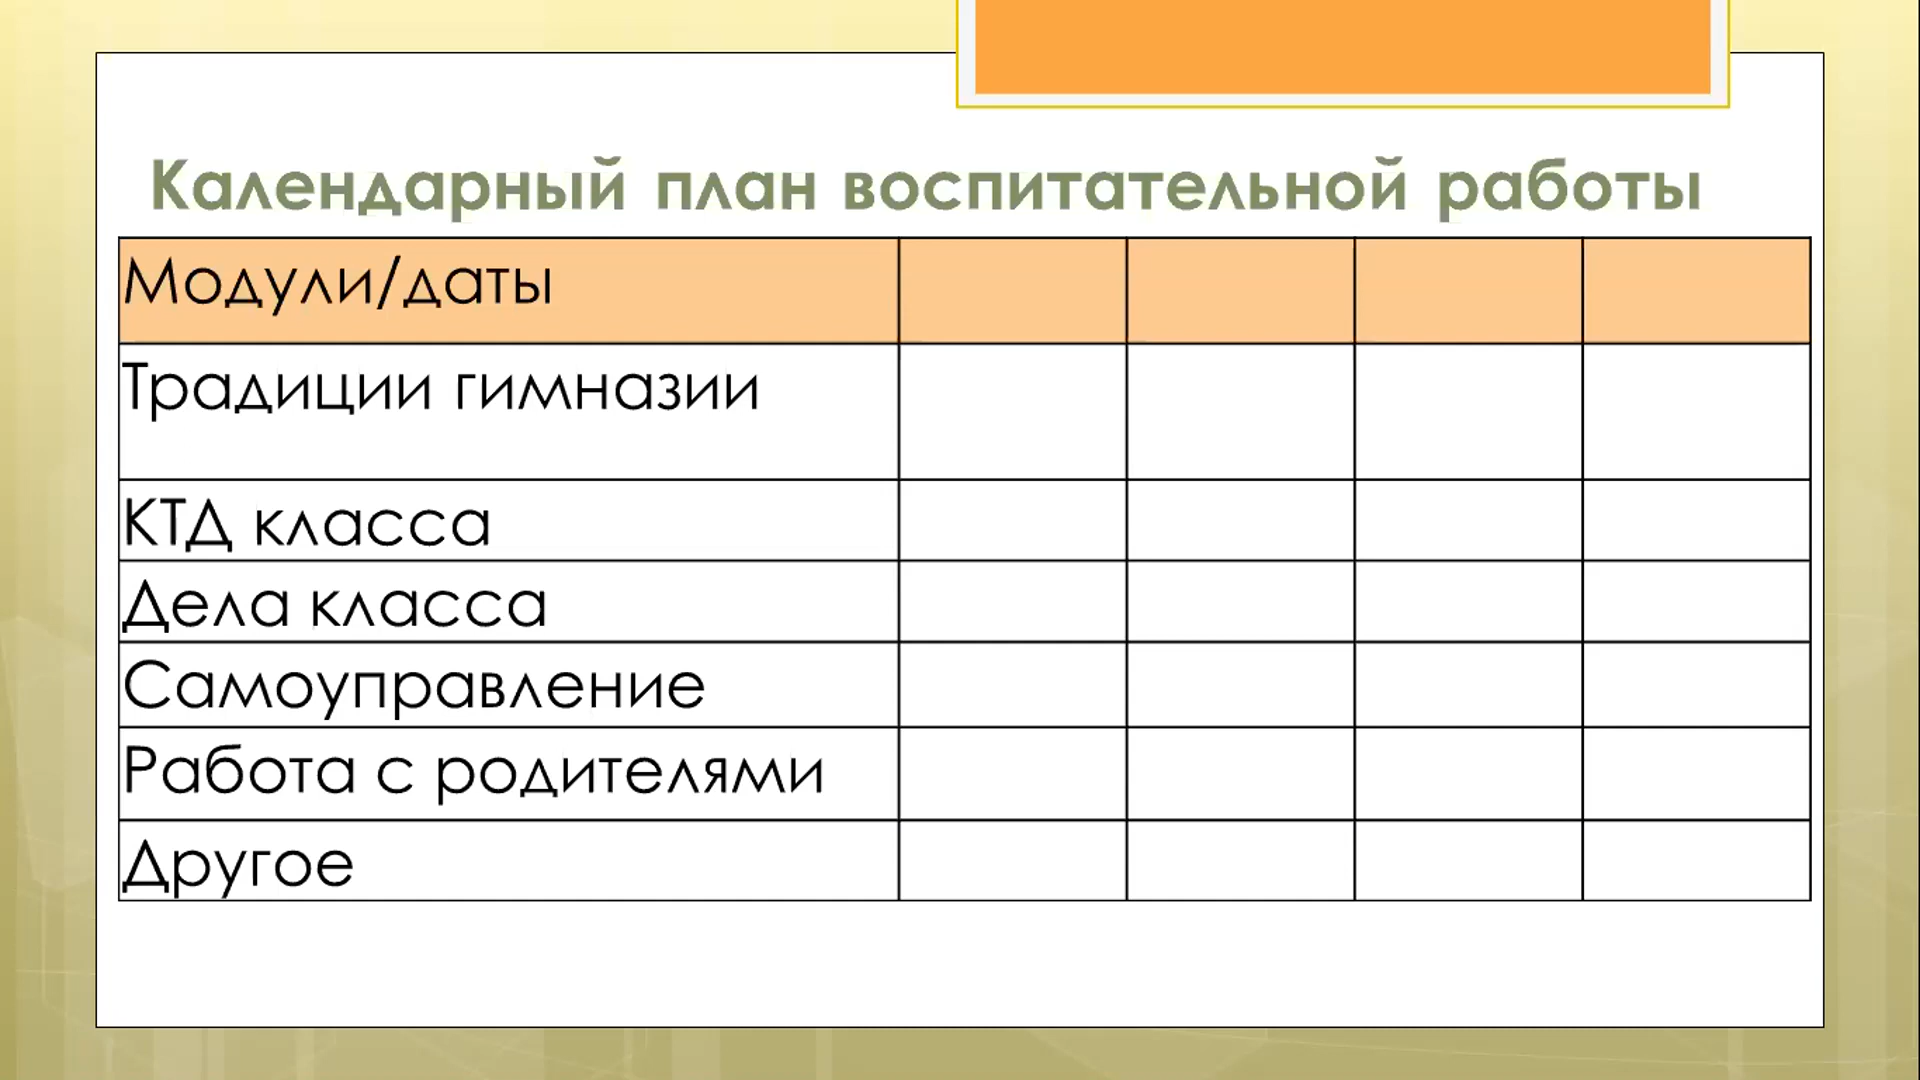 Календарный план воспитательной работы
Модули/даты
Традиции гимназии
КТД класса
Дела класса
Самоуправление
Работа с родителями
Другое